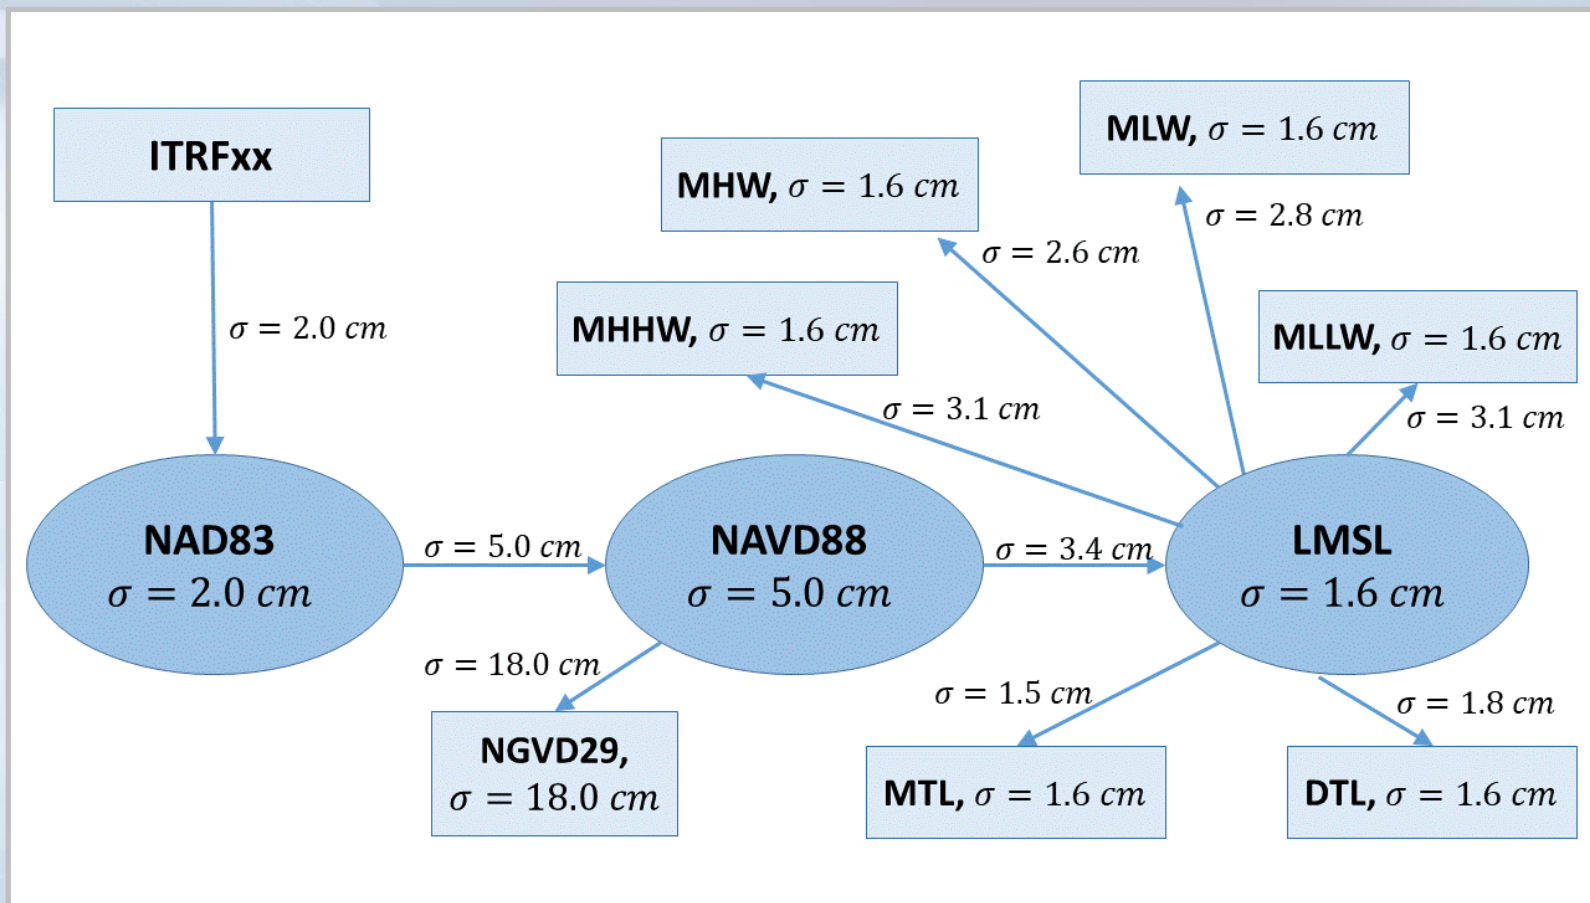 ITRFxx
MLW, σ = 1.6 cm
MHW, σ = 1.6 cm
σ = 2.8 cm
σ = 2.6 cm
MHHW, σ = 1.6 cm
σ = 2.0 cm
MLLW, σ = 1.6 cm
σ = 3.1 cm
σ = 3.1 cm
NAD83
σ = 2.0 cm
σ = 5.0 cm
NAVD88
σ = 5.0 cm
σ = 3.4 cm
LMSL
σ = 1.6 cm
σ = 18.0 cm
σ = 1.5 cm
σ = 1.8 cm
NGVD29,
σ = 18.0 cm
MTL, σ = 1.6 cm
DTL, σ = 1.6 cm